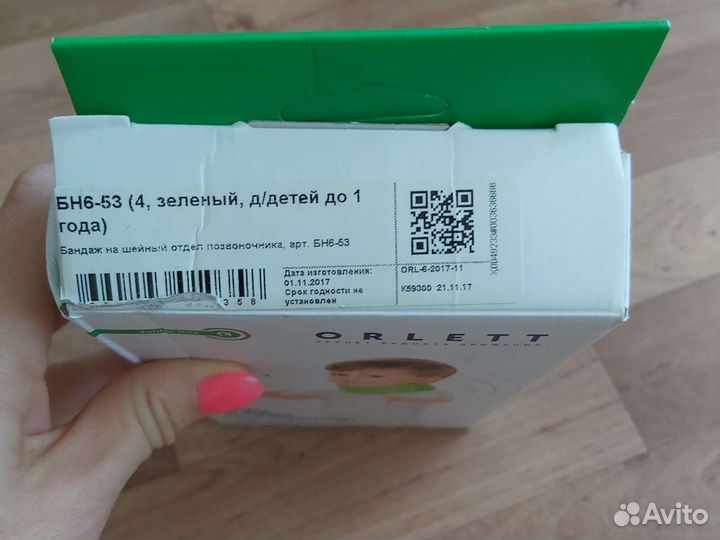 БН6-53 (4, зеленый, д/детей до 1
года)
Бандаж на шейный отдел позвоночника, арт. БН6-53
358
Дата изготовления:
01.11.2017
Срок годности не
установлен
ORL-6-2017-11
К59300 21.11.17
ORLETT
Avito